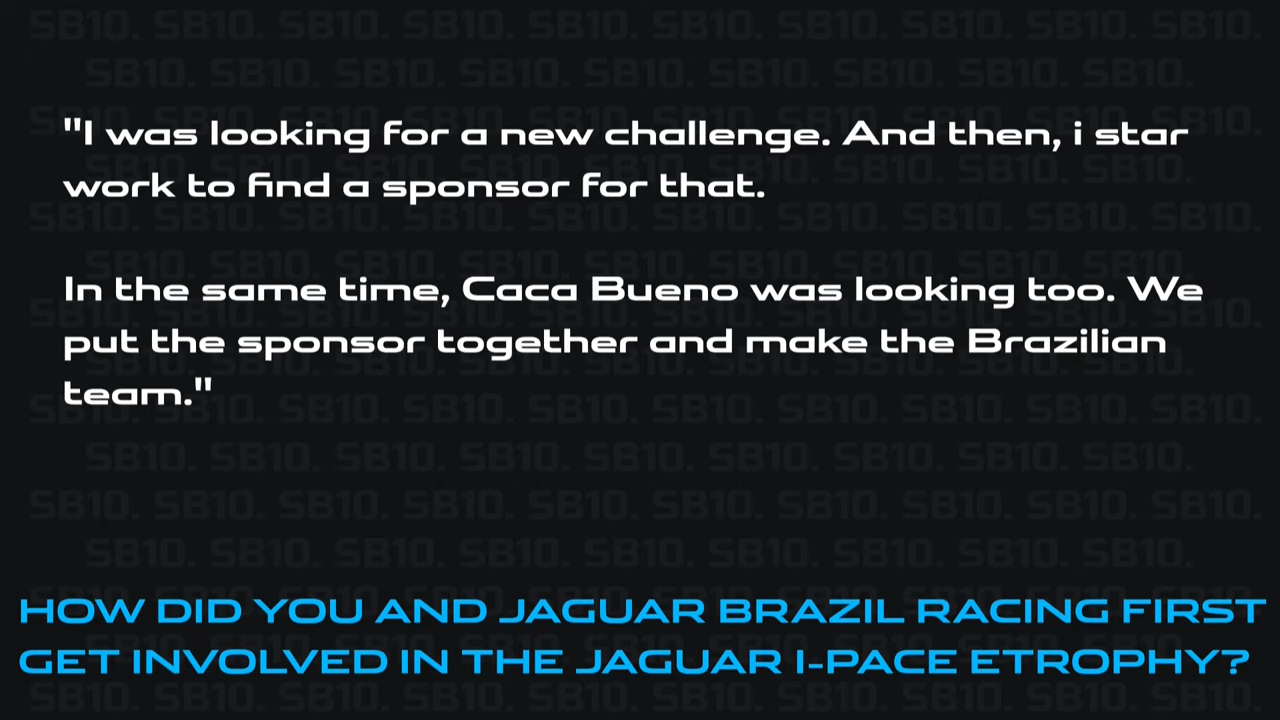 "I was looking for a new challenge. And then, i star
work to find a sponsor for that.
In the same time, Caca Bueno was looking too. We
put the sponsor together and make the Brazilian
team."
HOW DID YOU AND JAGUAR BRAZIL RACING FIRST
GET INVOLVED IN THE JAGUAR I-PACE ETROPHY?